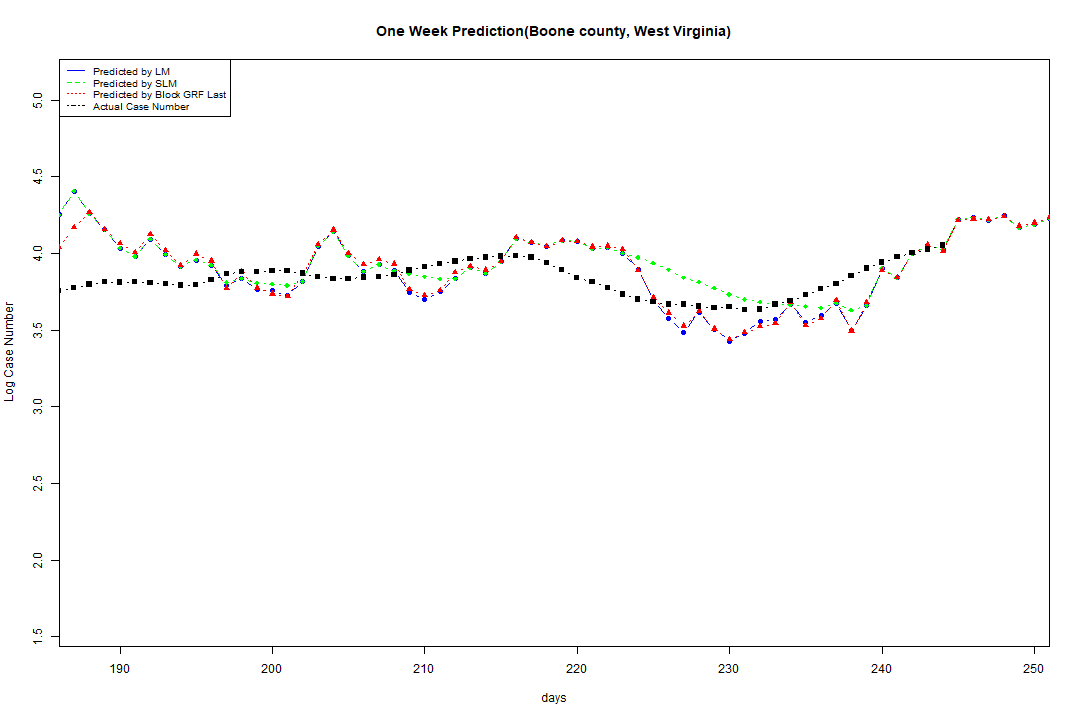 One Week Prediction(Boone county, West Virginia)
Predicted by LM
Predicted by SLM
Predicted by Block GRF Last
Actual Case Number
5.0
4.5
4.0
3.5
3.0
2.5
2.0
1.5
Log Case Number
190 200 210 220 230 240 250
days